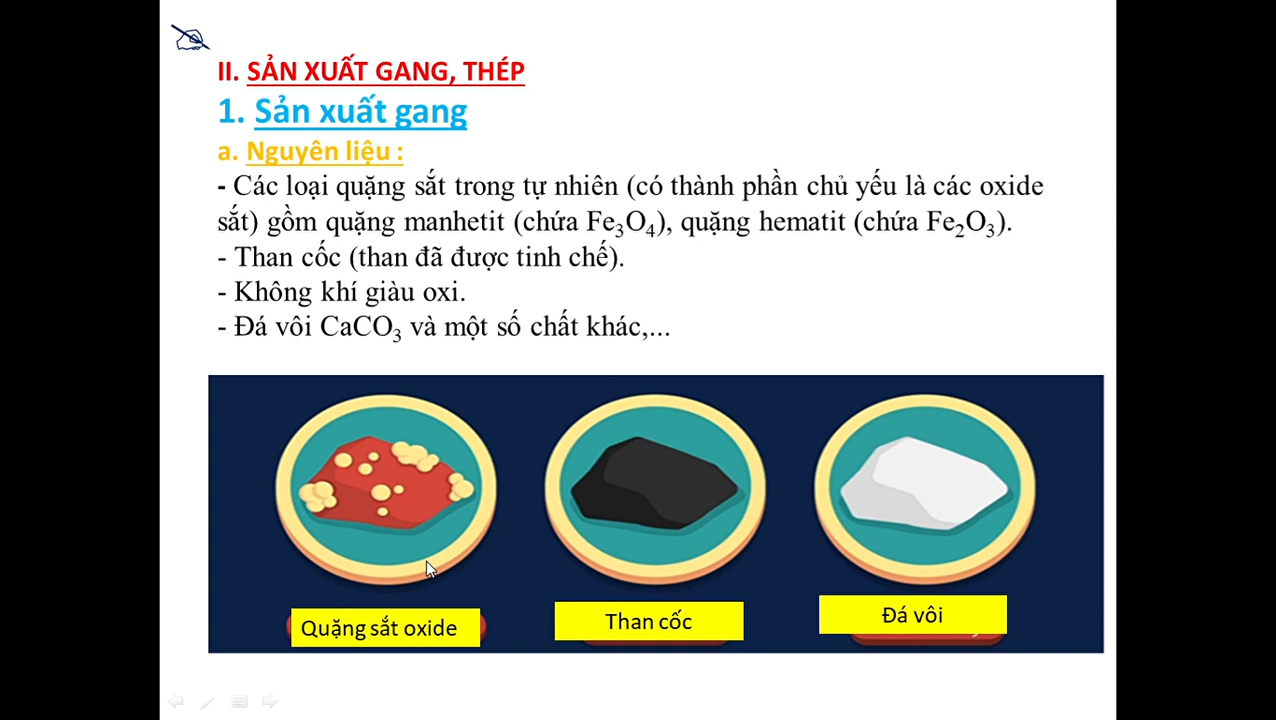 II. SẢN XUẤT GANG, THÉP
1. Sản xuất gang
a. Nguyên liệu :
- Các loại quặng sắt trong tự nhiên (có thành phần chủ yếu là các oxide
sắt) gồm quặng manhetit (chứa Fe₃O₄), quặng hematit (chứa Fe₂O₃).
- Than cốc (than đã được tinh chế).
- Không khí giàu oxi.
- Đá vôi CaCO₃ và một số chất khác,...
Quặng sắt oxide
Than cốc
Đá vôi